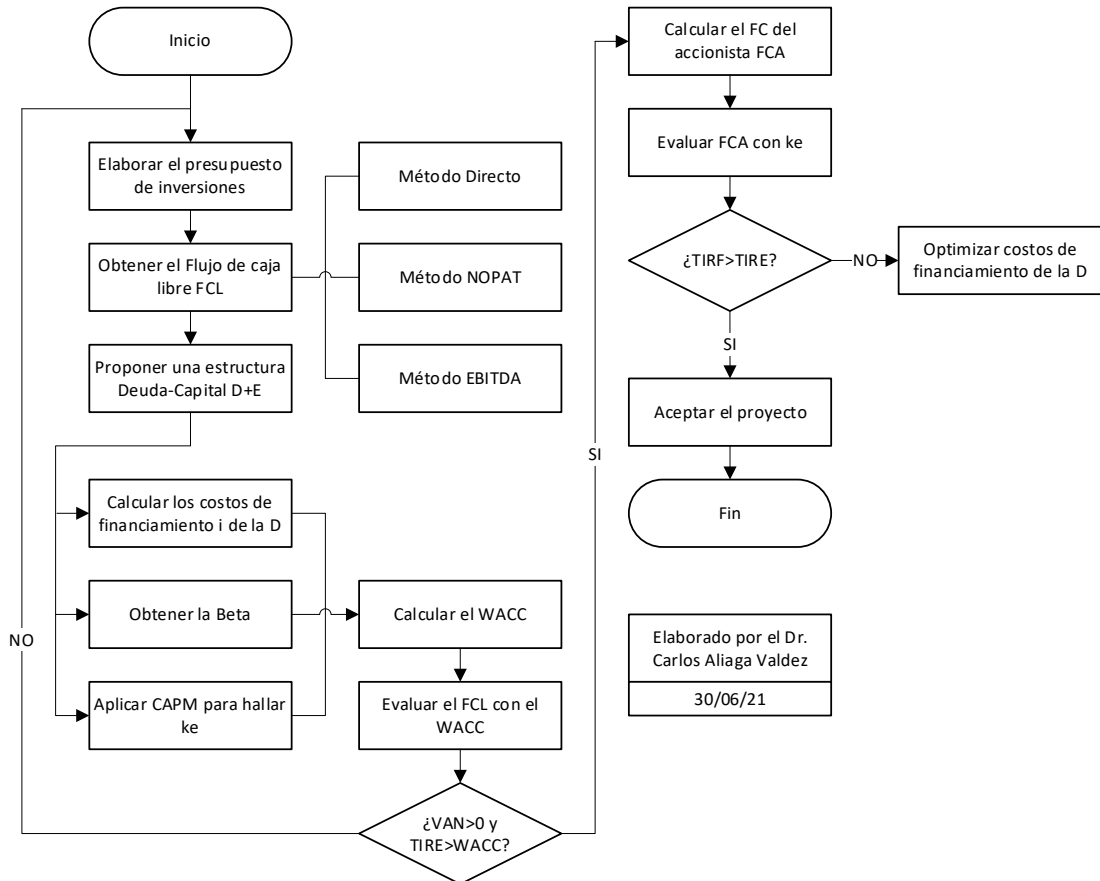 Inicio
Elaborar el presupuesto
de inversiones
Obtener el Flujo de caja
libre FCL
Método Directo
Método NOPAT
Método EBITDA
Proponer una estructura
Deuda-Capital D+E
Calcular los costos de
financiamiento i de la D
Obtener la Beta
Aplicar CAPM para hallar
ke
Calcular el WACC
Evaluar el FCL con el
WACC
¿VAN>0 y
TIRE>WACC?
NO
SI
Calcular el FC del
accionista FCA
Evaluar FCA con ke
¿TIRF>TIRE?
NO
Optimizar costos de
financiamiento de la D
SI
Aceptar el proyecto
Fin
Elaborado por el Dr.
Carlos Aliaga Valdez
30/06/21